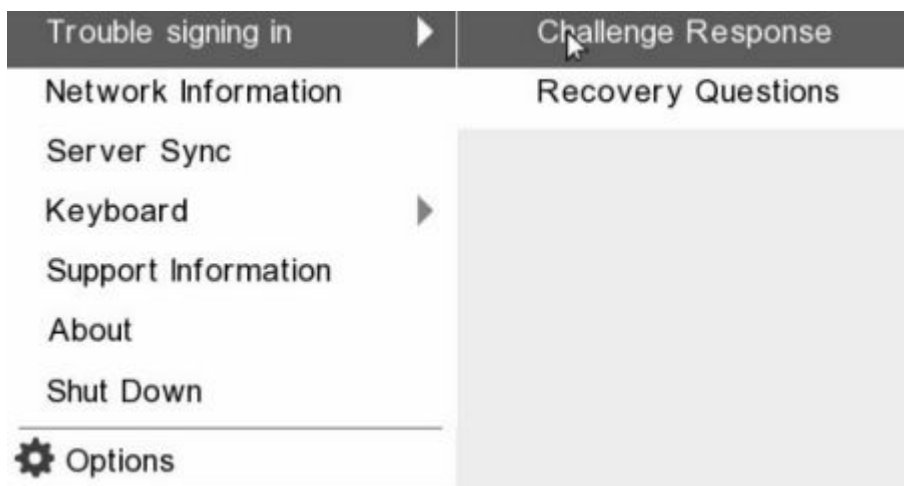 Trouble signing in
Challenge Response
Network Information
Recovery Questions
Server Sync
Keyboard
Support Information
About
Shut Down
Options